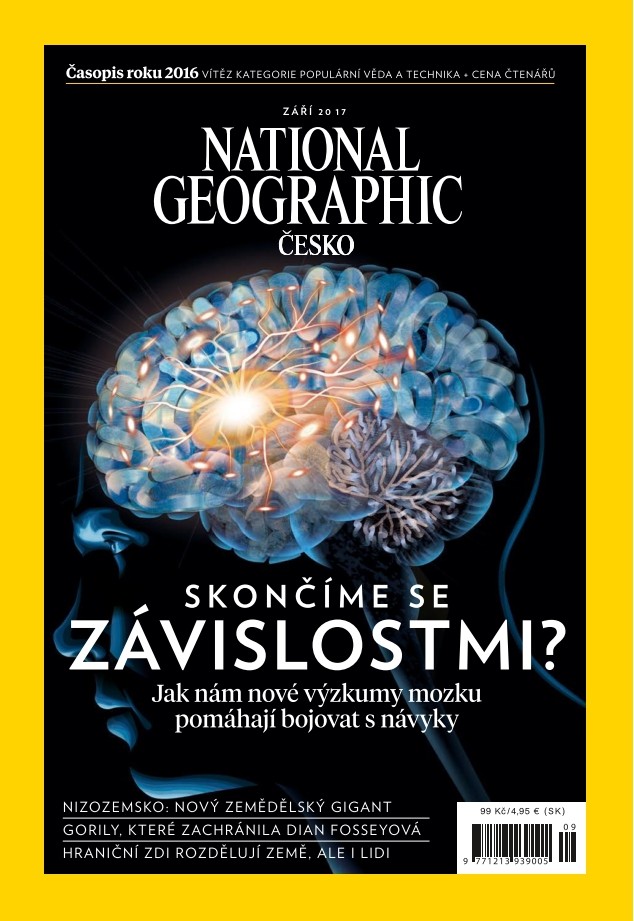 Časopis roku 2016 VÍTĚZ KATEGORIE POPULÁRNÍ VĚDA A TECHNIKA + CENA ČTENÁŘŮ
ZÁŘÍ 2017
NATIONAL
GEOGRAPHIC
ČESKO
SKONČÍME SE
ZÁVISLOSTMI?
Jak nám nové výzkumy mozku
pomáhají bojovat s návyky
NIZOZEMSKO: NOVÝ ZEMĚDĚLSKÝ GIGANT
GORILY, KTERÉ ZACHRÁNILA DIAN FOSSEYOVÁ
HRANIČNÍ ZDI ROZDĚLUJÍ ZEMĚ, ALE I LIDI
99 Kč/4,95 € (SK)
09
9 771213 939005